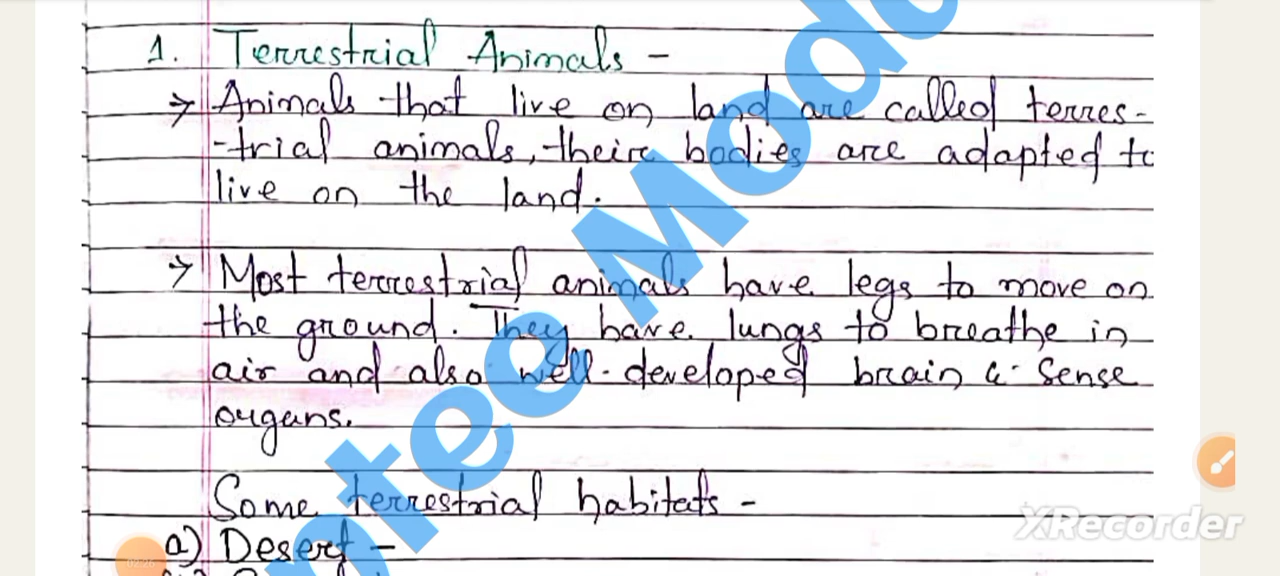 1. Terrestrial Animals -
→ Animals that live on land are called terres-
-trial animals, their bodies are adapted to
live on the land.
→ Most terrestrial animals have legs to move on
the ground. They have lungs to breathe in
air and also well-developed brain & sense
organs.
Some terrestrial habitats -
XRecorder
02:26
a) Desert -